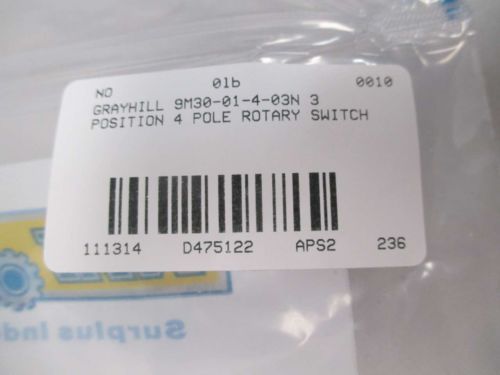 NO 0lb 0010
GRAYHILL 9M30-01-4-03N 3
POSITION 4 POLE ROTARY SWITCH
111314 D475122 APS2 236
Surplus Ind